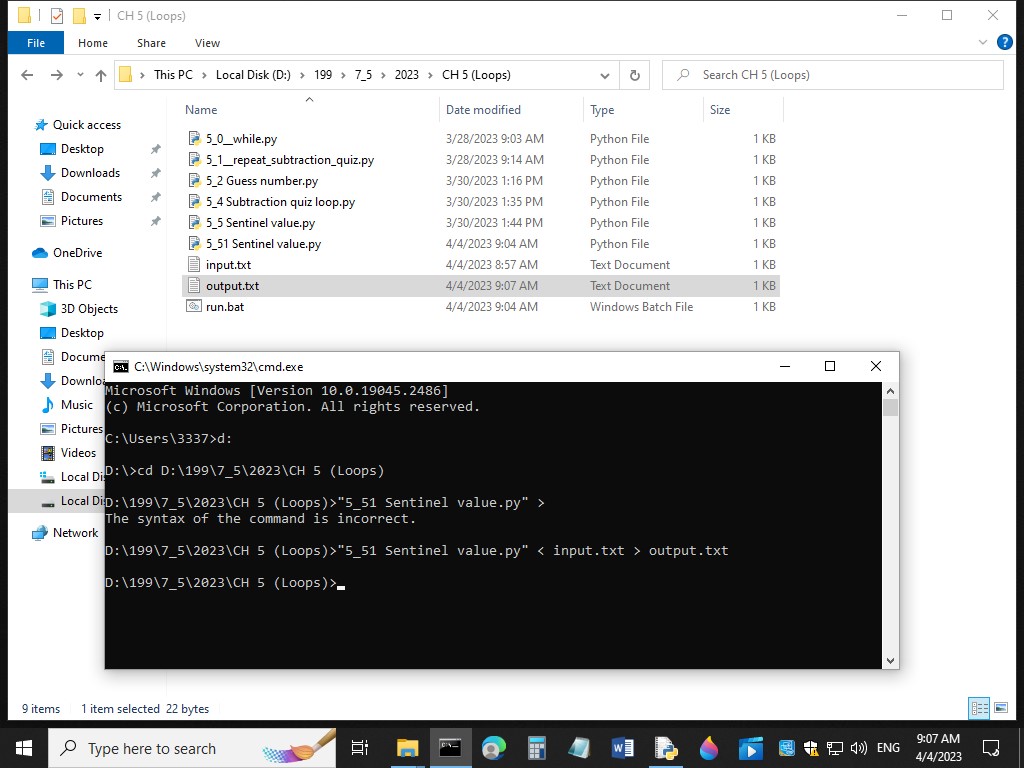 CH 5 (Loops)
File Home Share View
This PC Local Disk (D:) 199 7_5 2023 CH 5 (Loops) Search CH 5 (Loops)
Name Date modified Type Size
Quick access
Desktop
Downloads
Documents
Pictures
OneDrive
This PC
3D Objects
Desktop
Docume
Downlo
Music
Pictures
Videos
Local Di
Local Di
Network
5_0__while.py 3/28/2023 9:03 AM Python File 1 KB
5_1__repeat_subtraction_quiz.py 3/28/2023 9:14 AM Python File 1 KB
5_2 Guess number.py 3/30/2023 1:16 PM Python File 1 KB
5_4 Subtraction quiz loop.py 3/30/2023 1:35 PM Python File 1 KB
5_5 Sentinel value.py 3/30/2023 1:44 PM Python File 1 KB
5_51 Sentinel value.py 4/4/2023 9:04 AM Python File 1 KB
input.txt 4/4/2023 8:57 AM Text Document 1 KB
output.txt 4/4/2023 9:07 AM Text Document 1 KB
run.bat 4/4/2023 9:04 AM Windows Batch File 1 KB
C:\Windows\system32\cmd.exe
Microsoft Windows [Version 10.0.19045.2486]
(c) Microsoft Corporation. All rights reserved.
C:\Users\3337>d:
D:\>cd D:\199\7_5\2023\CH 5 (Loops)
D:\199\7_5\2023\CH 5 (Loops)>"5_51 Sentinel value.py" >
The syntax of the command is incorrect.
D:\199\7_5\2023\CH 5 (Loops)>"5_51 Sentinel value.py" < input.txt > output.txt
D:\199\7_5\2023\CH 5 (Loops)>
9 items 1 item selected 22 bytes
Type here to search
ENG
9:07 AM
4/4/2023